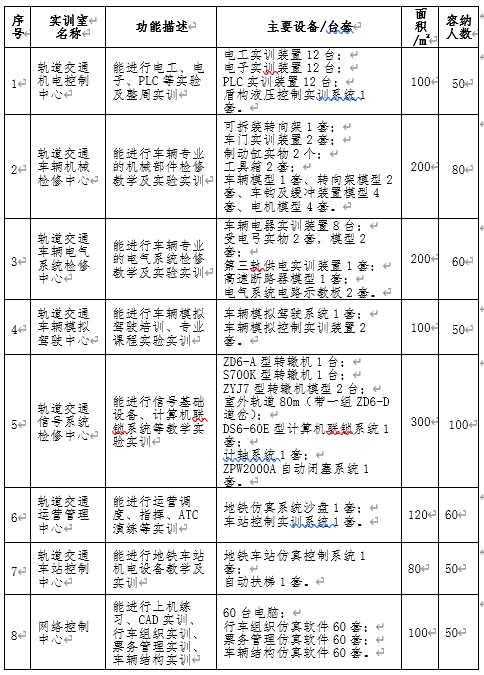 序号
实训室名称
功能描述
主要设备/台套
面积/㎡
容纳人数
1
轨道交通
机电控制
中心
能进行电工、电
子、PLC 等实验
及整周实训
电工实训装置 12 台;
电子实训装置 12 台;
PLC 实训装置 12 台;
盾构液压控制实训系统 1
套。
100
50
2
轨道交通
车辆机械
检修中心
能进行车辆专业
的机械部件检修
教学及实验实训
可拆装转向架 1 套;
车门实训装置 2 套;
制动缸实物 2 个;
工具箱 2 套;
车辆模型 1 套、转向架模型 2
套、车钩及缓冲装置模型 4
套、电机模型 4 套。
200
80
3
轨道交通
车辆电气
系统检修
中心
能进行车辆专业
的电气系统检修
教学及实验实训
车辆电器实训装置 8 台;
受电弓实物 2 套，模型 2
套;
第三轨供电实训装置 1 套;
高速断路器模型 1 套;
电气系统电路示教板 2 套。
200
60
4
轨道交通
车辆模拟
驾驶中心
能进行车辆模拟
驾驶培训、专业
课程实验实训
车辆模拟驾驶系统 1 套;
车辆模拟控制实训装置 2
套。
100
50
5
轨道交通
信号系统
检修中心
能进行信号基础
设备、计算机联
锁系统等教学实
验实训
ZD6-A 型转辙机 1 台;
S700K 型转辙机 1 台;
ZYJ7 型转辙机模型 2 台;
室外轨道 80m（带一组 ZD6-D
道岔）;
DS6-60E 型计算机联锁系统 1
套;
计轴系统 1 套;
ZPW2000A 自动闭塞系统 1
套。
300
100
6
轨道交通
运营管理
中心
能进行运营调
度、指挥、ATC
演练等实训
地铁仿真系统沙盘 1 套;
车站控制实训系统 1 套。
120
60
7
轨道交通
车站控制
中心
能进行地铁车站
机电设备教学及
实训
地铁车站仿真控制系统 1
套;
自动扶梯 1 套。
80
50
8
网络控制
中心
能进行上机练
习、CAD 实训、
行车组织实训、
票务管理实训、
车辆结构实训
60 台电脑;
行车组织仿真软件 60 套;
票务管理仿真软件 60 套;
车辆结构仿真软件 60 套。
100
50